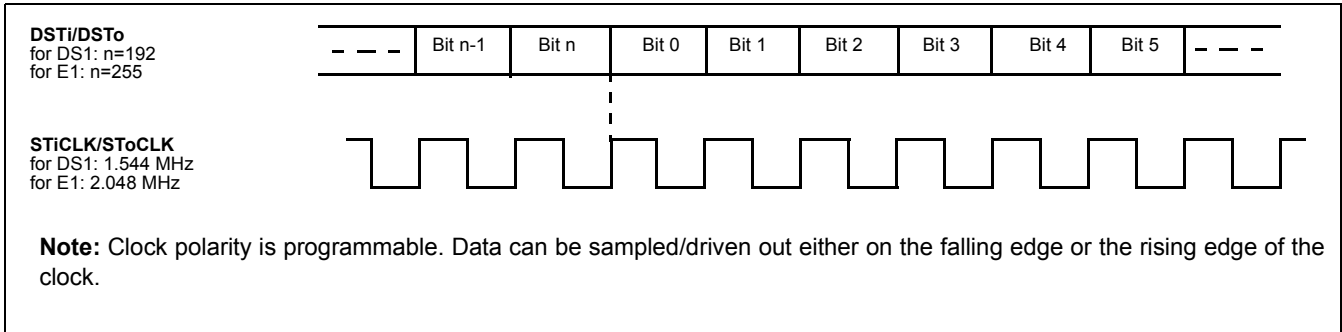 DSTi/DSTo
for DS1: n=192
for E1: n=255
Bit n-1 Bit n Bit 0 Bit 1 Bit 2 Bit 3 Bit 4 Bit 5
STiCLK/SToCLK
for DS1: 1.544 MHz
for E1: 2.048 MHz
Note: Clock polarity is programmable. Data can be sampled/driven out either on the falling edge or the rising edge of the
clock.